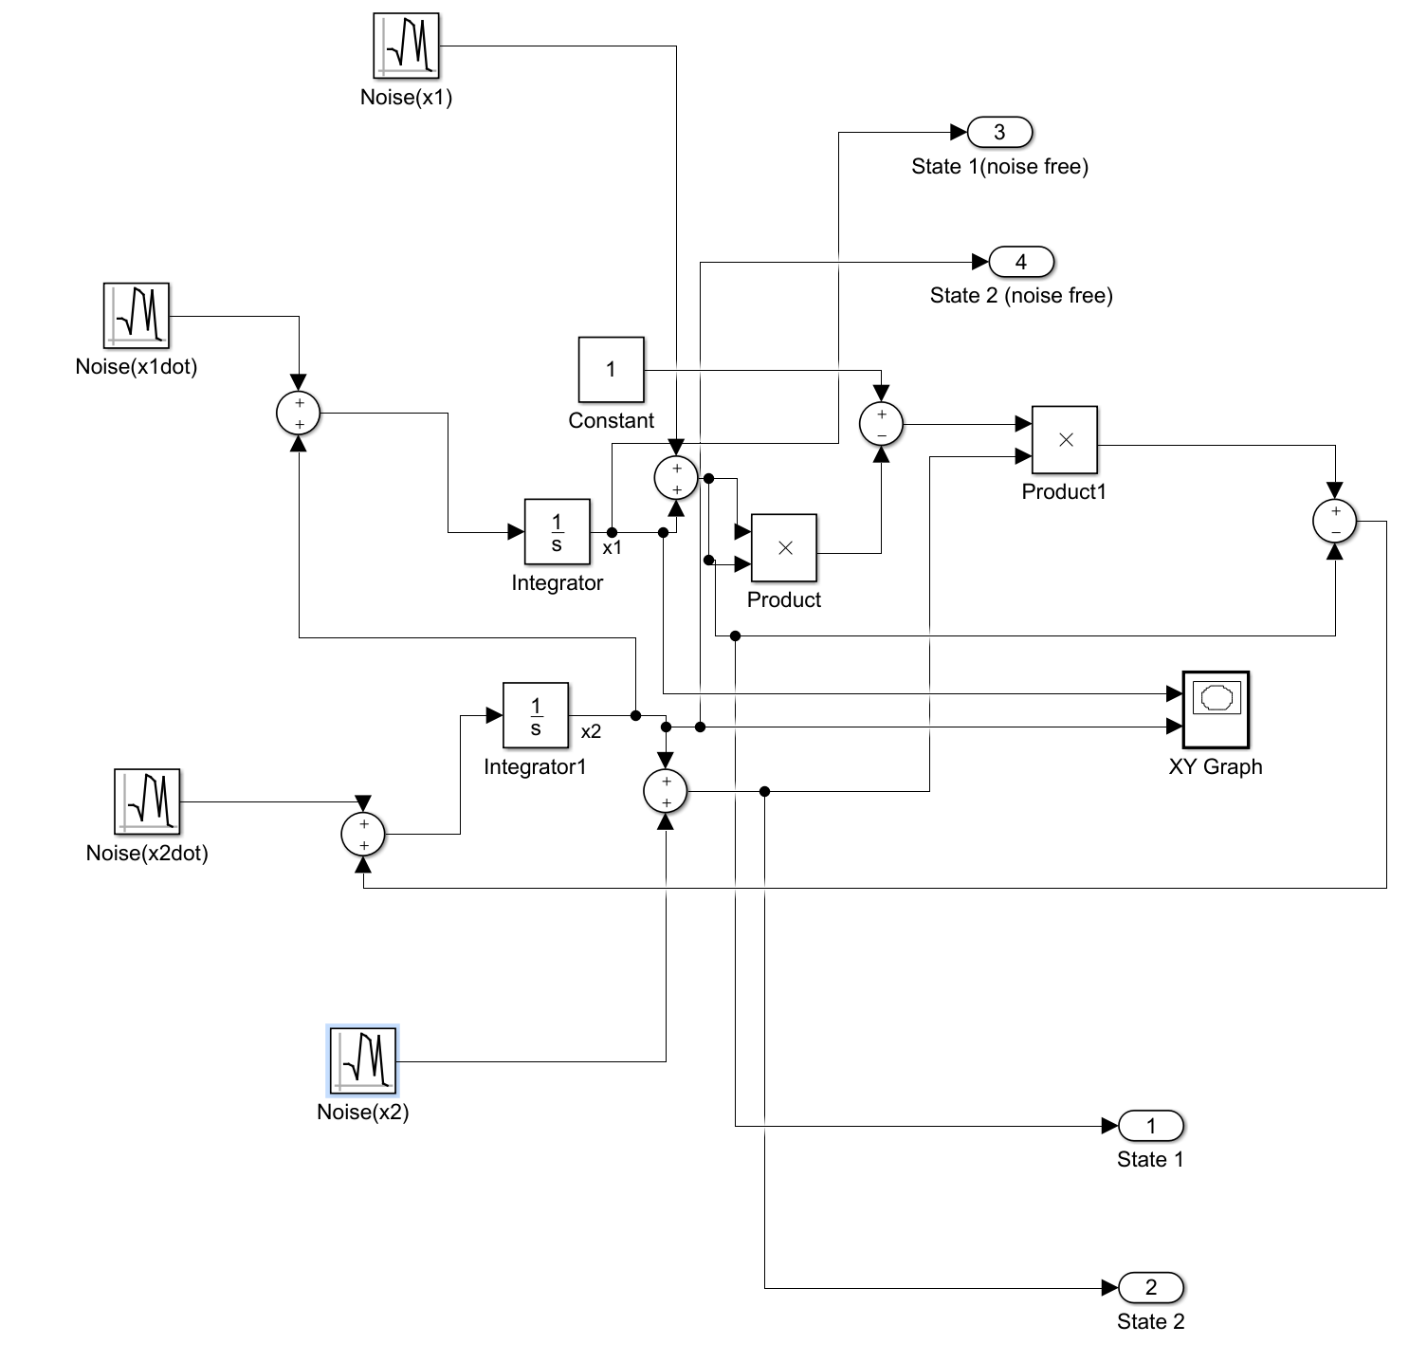 Noise(x1)
3
State 1(noise free)
4
State 2 (noise free)
Noise(x1dot)
1
Constant
+
+
+
−
×
Product1
+
+
+
−
1
s
x1
Integrator
×
Product
1
s
x2
Integrator1
XY Graph
+
+
Noise(x2dot)
+
+
Noise(x2)
1
State 1
2
State 2